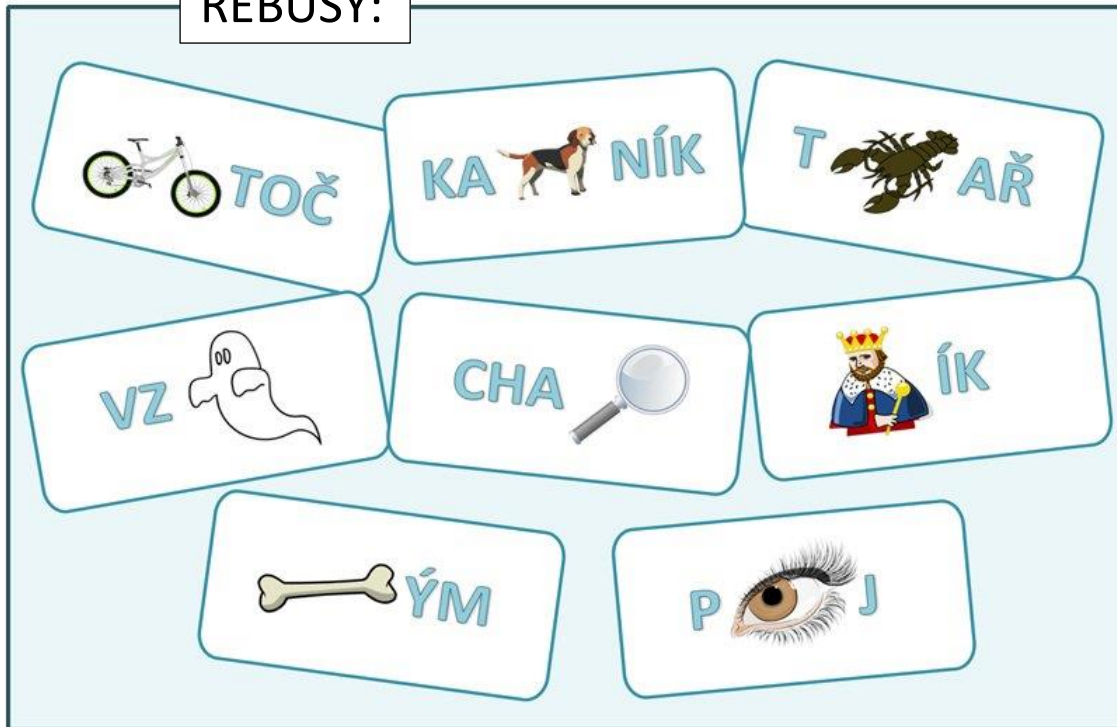 REBUSY:
TOČ
KA NÍK
T AŘ
VZ
CHA
ÍK
ÝM
P J